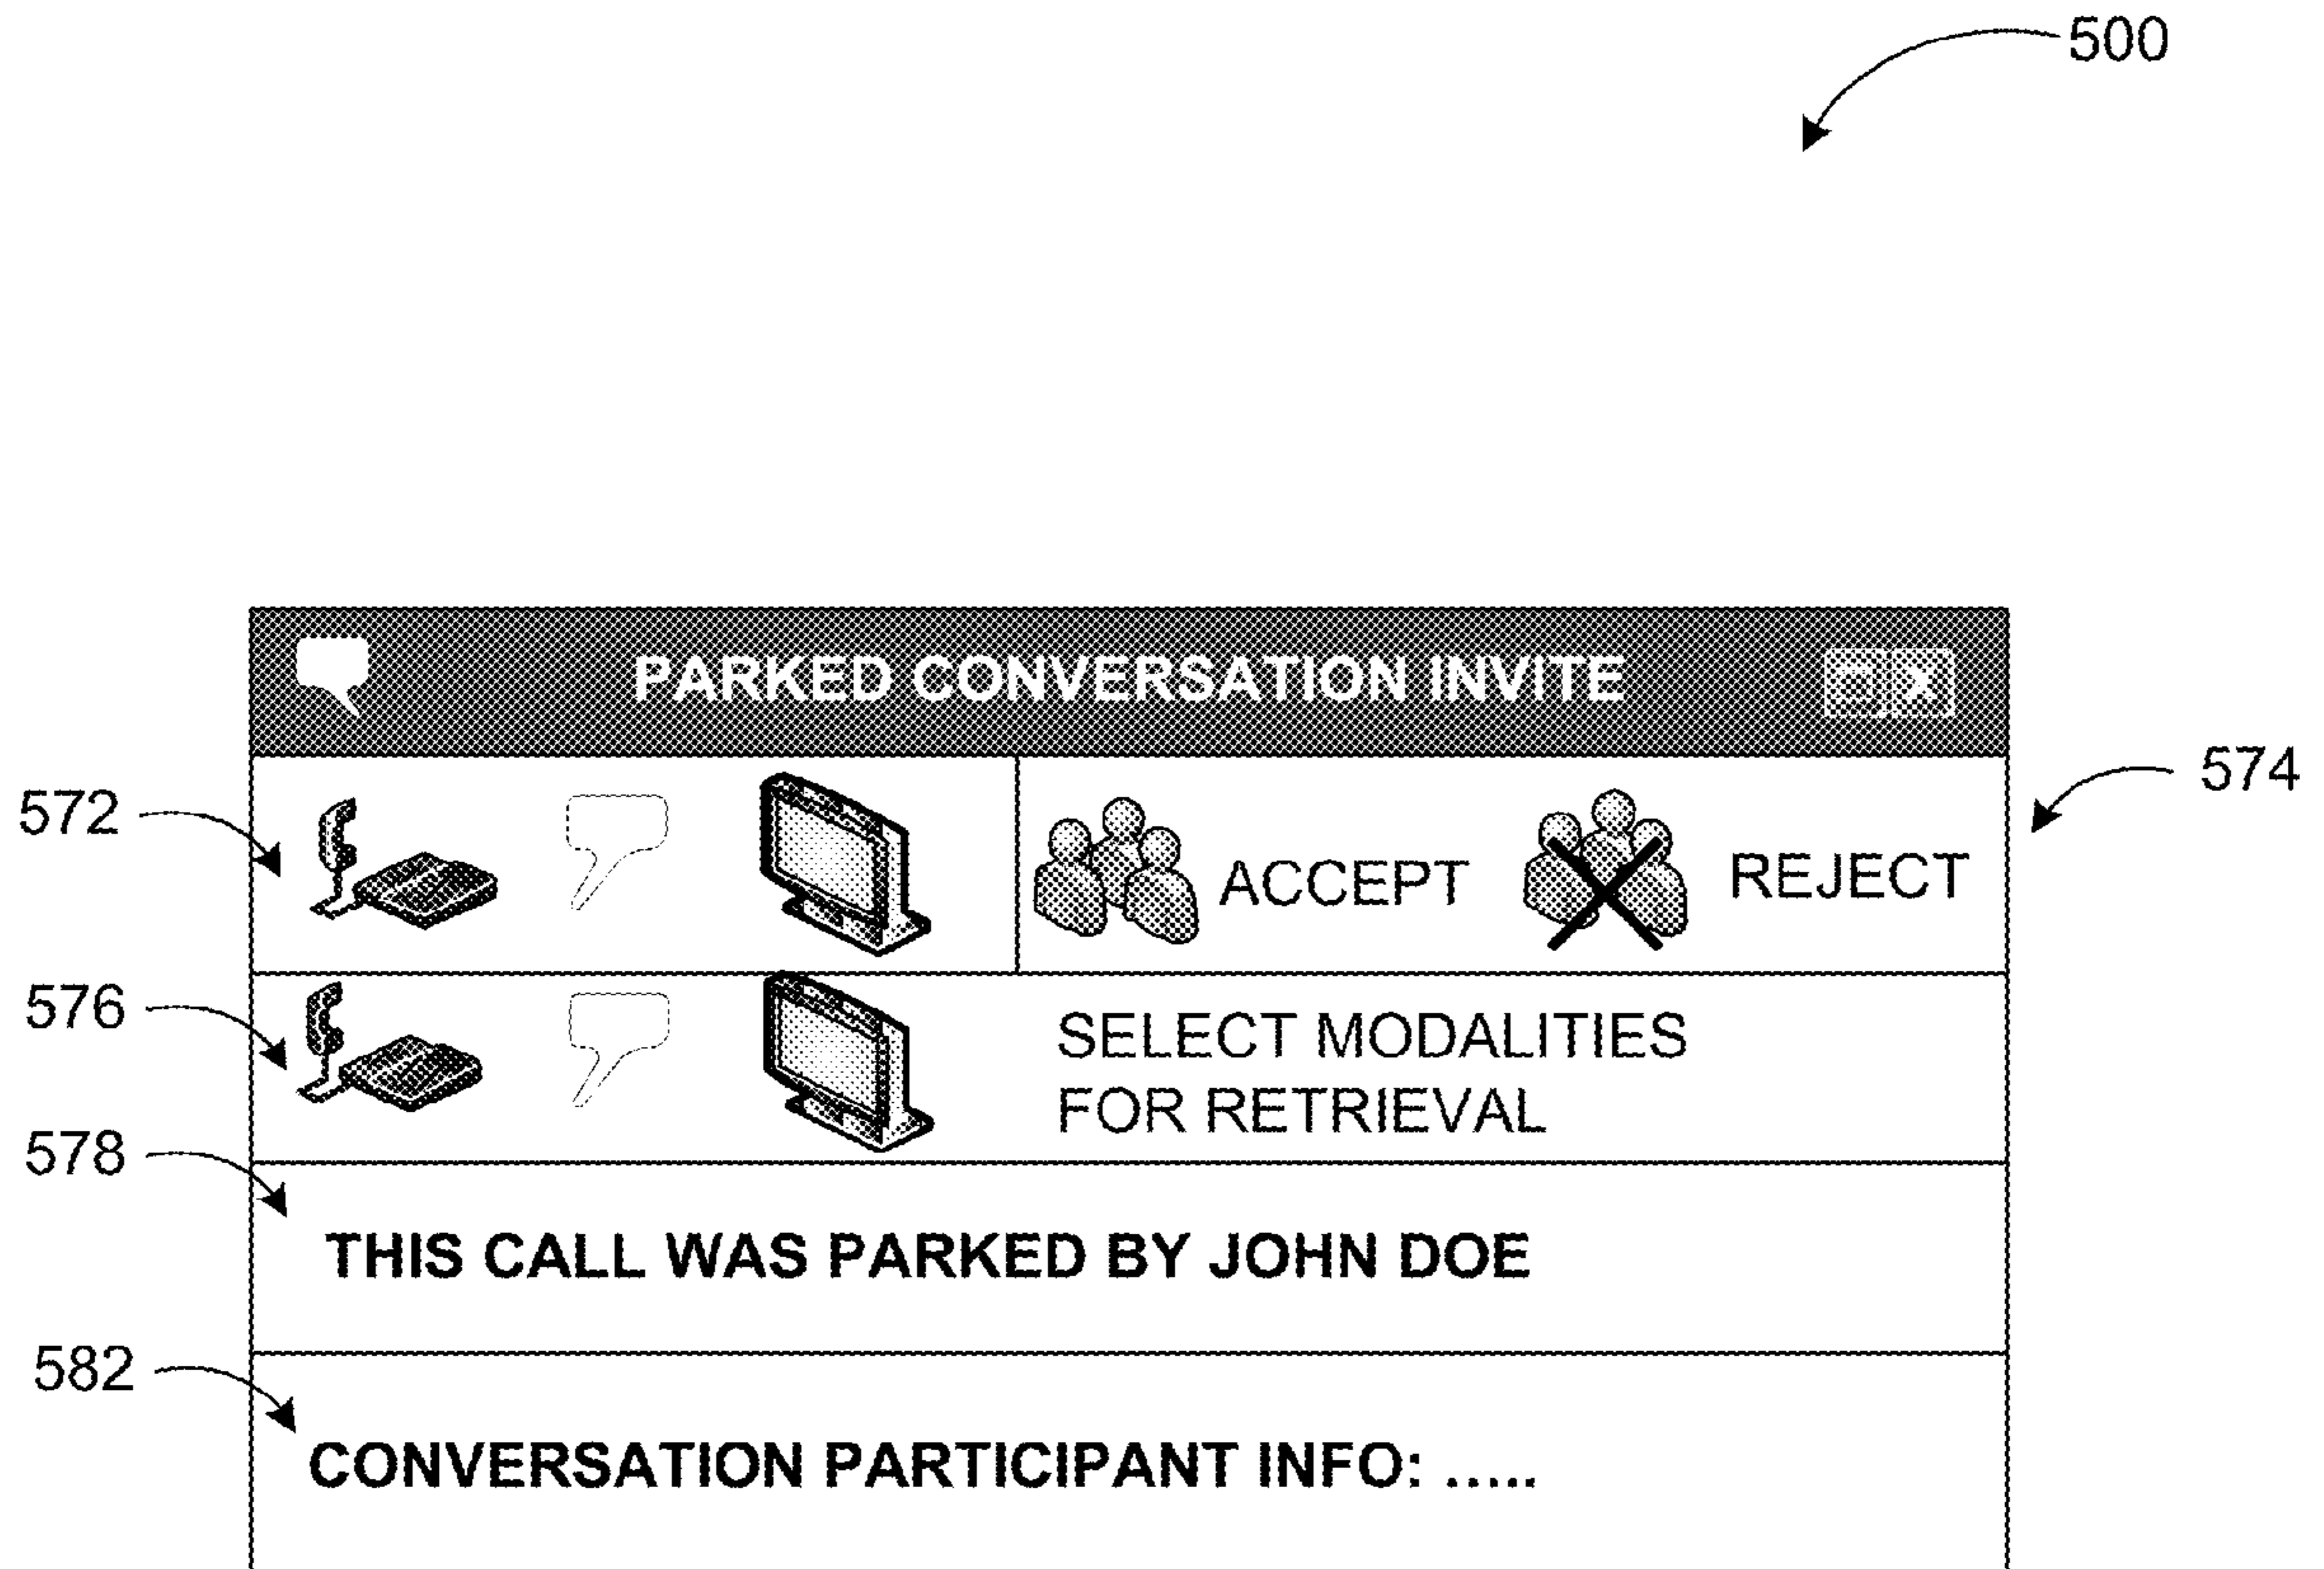 500
PARKED CONVERSATION INVITE
572
ACCEPT
REJECT
574
576
SELECT MODALITIES
FOR RETRIEVAL
578
THIS CALL WAS PARKED BY JOHN DOE
582
CONVERSATION PARTICIPANT INFO: .....